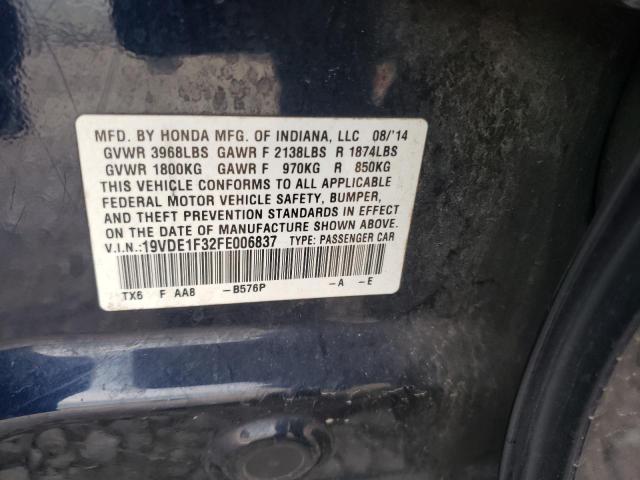 MFD. BY HONDA MFG. OF INDIANA, LLC 08/'14
GVWR 3968LBS GAWR F 2138LBS R 1874LBS
GVWR 1800KG GAWR F 970KG R 850KG
THIS VEHICLE CONFORMS TO ALL APPLICABLE
FEDERAL MOTOR VEHICLE SAFETY, BUMPER,
AND THEFT PREVENTION STANDARDS IN EFFECT
ON THE DATE OF MANUFACTURE SHOWN ABOVE.
V.I.N.:19VDE1F32FE006837 TYPE: PASSENGER CAR
TX6 F AA8 -B576P -A -E